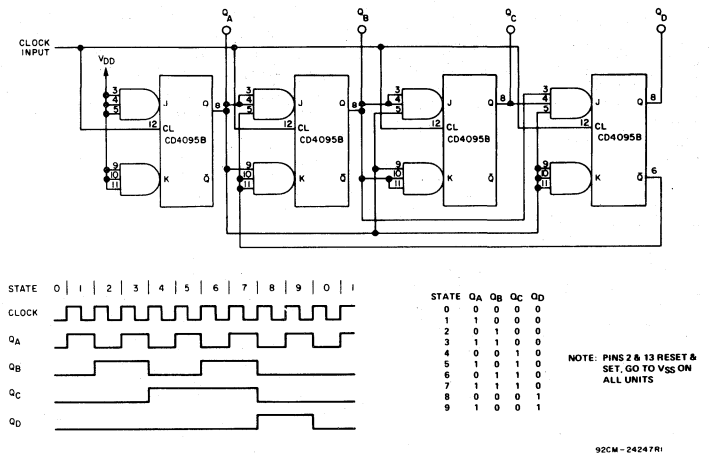 QA QB QC QD
CLOCK
INPUT
VDD
3 4 5 J Q 8
12 CL
CD4095B
9 10 11 K Q̅
3 4 5 J Q 8
12 CL
CD4095B
9 10 11 K Q̅
3 4 5 J Q 8
12 CL
CD4095B
9 10 11 K Q̅
3 4 5 J Q 8
12 CL
CD4095B
9 10 11 K Q̅ 6
STATE 0 | 1 | 2 | 3 | 4 | 5 | 6 | 7 | 8 | 9 | 0 | 1
CLOCK
QA
QB
QC
QD
STATE QA QB QC QD
0 0 0 0 0
1 1 0 0 0
2 0 1 0 0
3 1 1 0 0
4 0 0 1 0
5 1 0 1 0
6 0 1 1 0
7 1 1 1 0
8 0 0 0 1
9 1 0 0 1
NOTE: PINS 2 & 13 RESET &
SET, GO TO VSS ON
ALL UNITS
92CM-24247R1